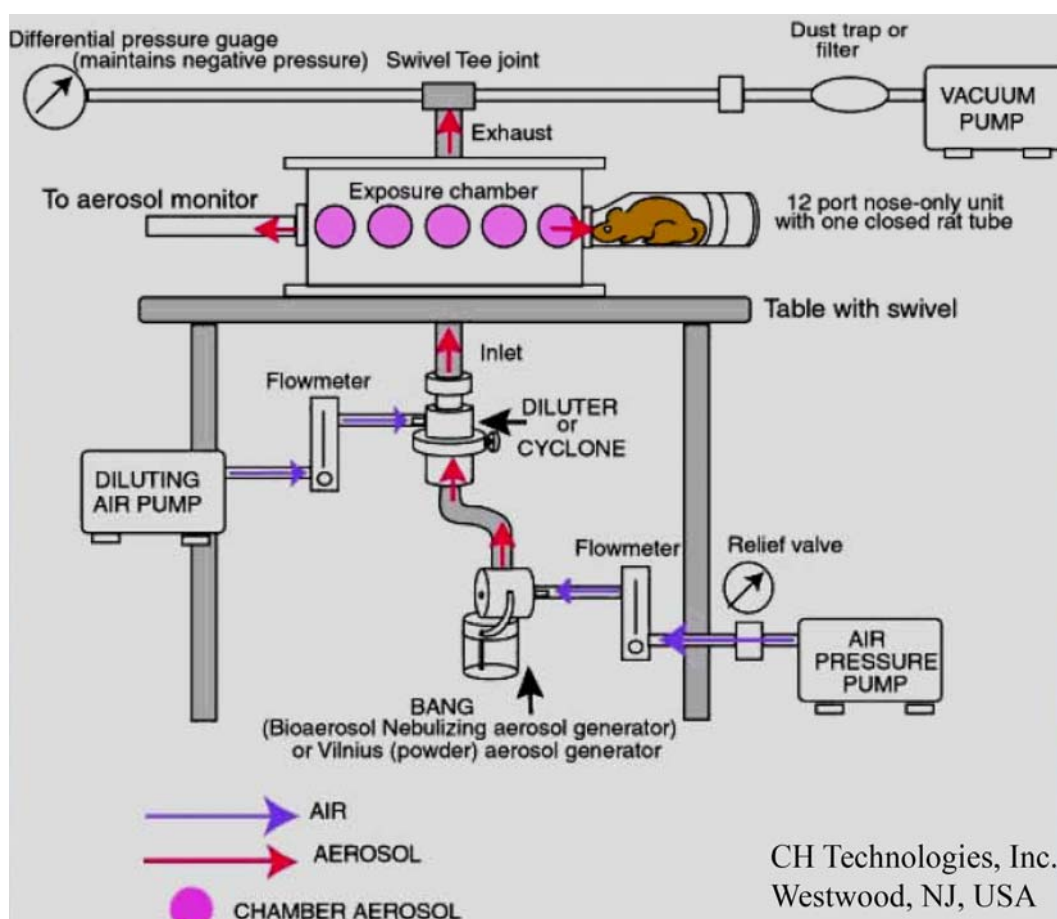 Differential pressure guage
(maintains negative pressure)
Swivel Tee joint
Dust trap or
filter
VACUUM
PUMP
Exhaust
To aerosol monitor
Exposure chamber
12 port nose-only unit
with one closed rat tube
Table with swivel
Inlet
Flowmeter
DILUTER
or
CYCLONE
DILUTING
AIR PUMP
Flowmeter
Relief valve
AIR
PRESSURE
PUMP
BANG
(Bioaerosol Nebulizing aerosol generator)
or Vilnius (powder) aerosol generator
AIR
AEROSOL
CHAMBER AEROSOL
CH Technologies, Inc.
Westwood, NJ, USA